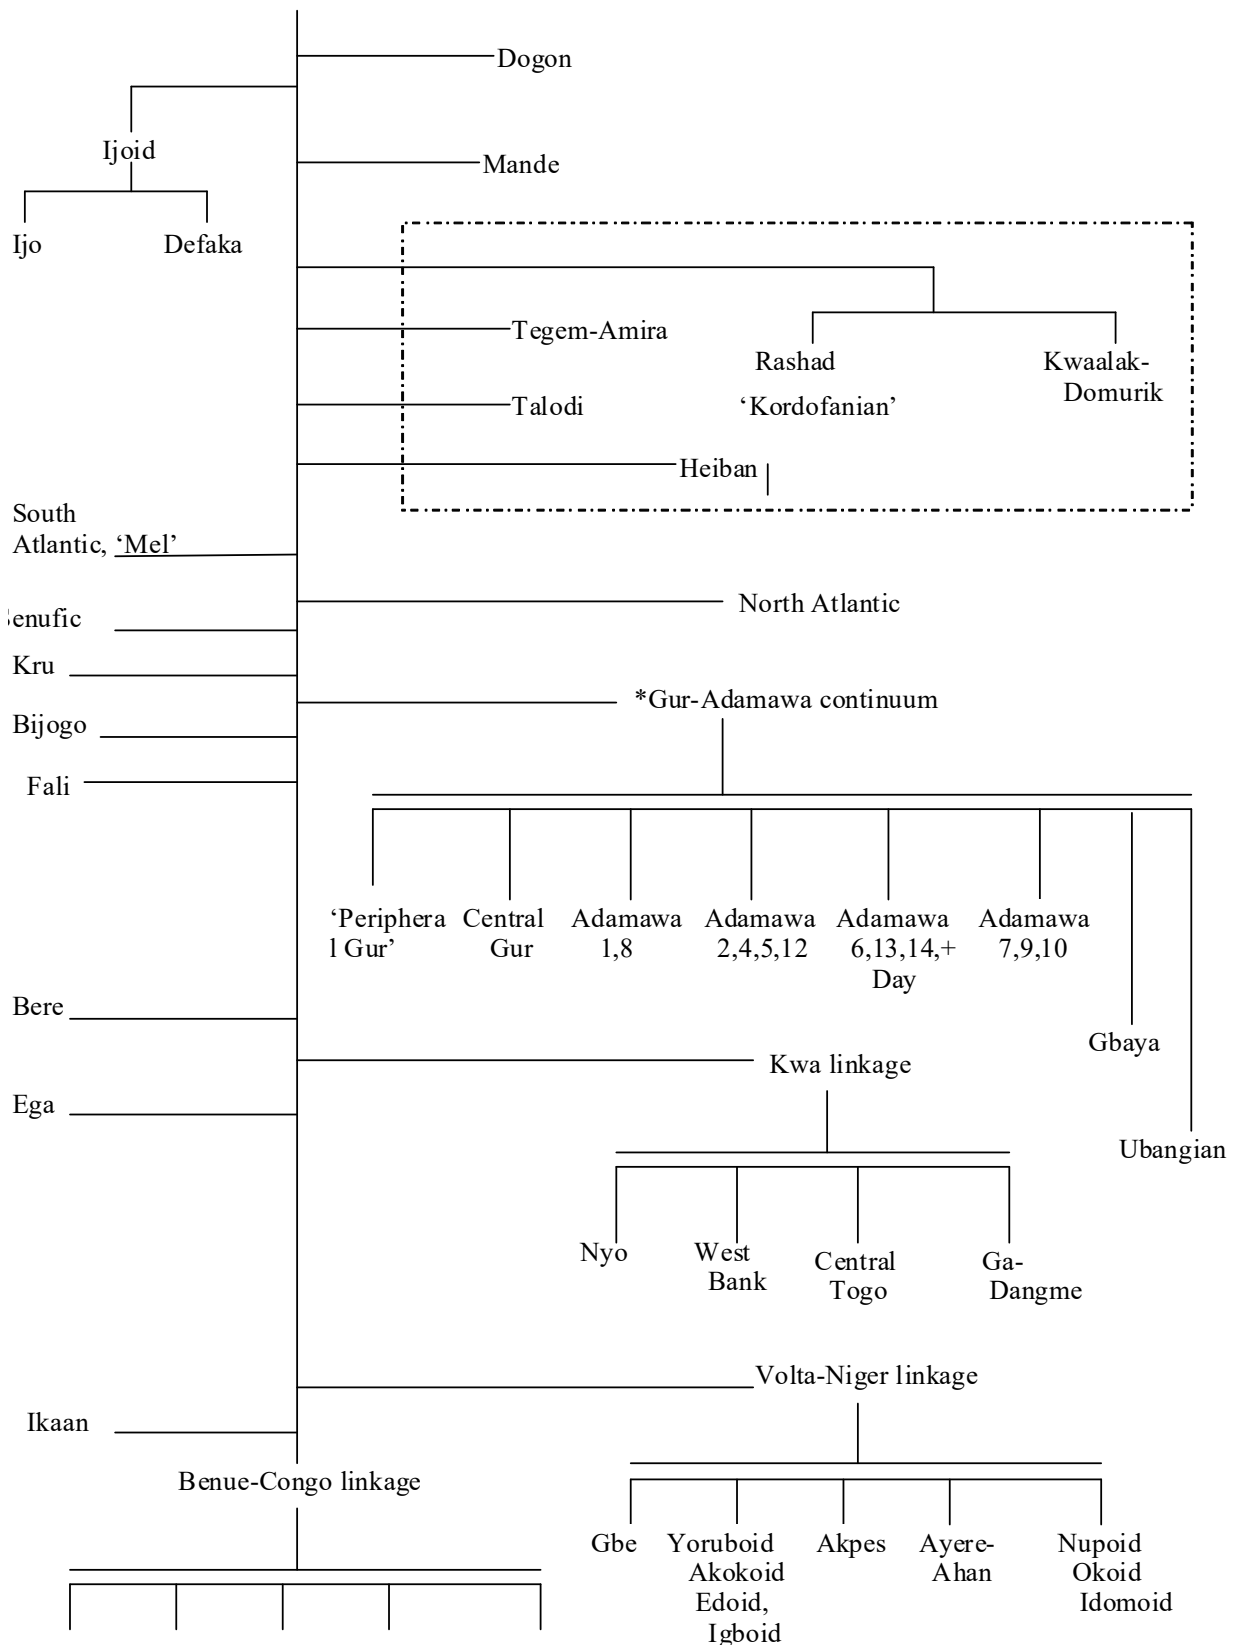 Dogon
Ijoid
Mande
Ijo
Defaka
Tegem-Amira
Rashad
Kwaalak-
Domurik
Talodi
‘Kordofanian’
Heiban
South
Atlantic, ‘Mel’
North Atlantic
enufic
Kru
*Gur-Adamawa continuum
Bijogo
Fali
‘Periphera
l Gur’
Central
Gur
Adamawa
1,8
Adamawa
2,4,5,12
Adamawa
6,13,14,+
Day
Adamawa
7,9,10
Bere
Gbaya
Kwa linkage
Ega
Ubangian
Nyo
West
Bank
Central
Togo
Ga-
Dangme
Volta-Niger linkage
Ikaan
Benue-Congo linkage
Gbe
Yoruboid
Akokoid
Edoid,
Igboid
Akpes
Ayere-
Ahan
Nupoid
Okoid
Idomoid